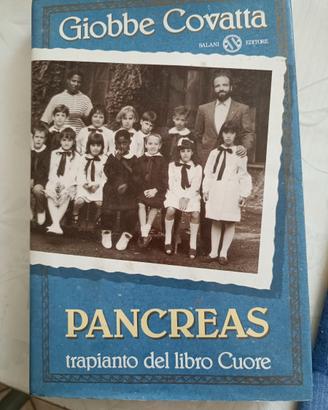 Giobbe Covatta
SALANI EDITORE
PANCREAS
trapianto del libro Cuore